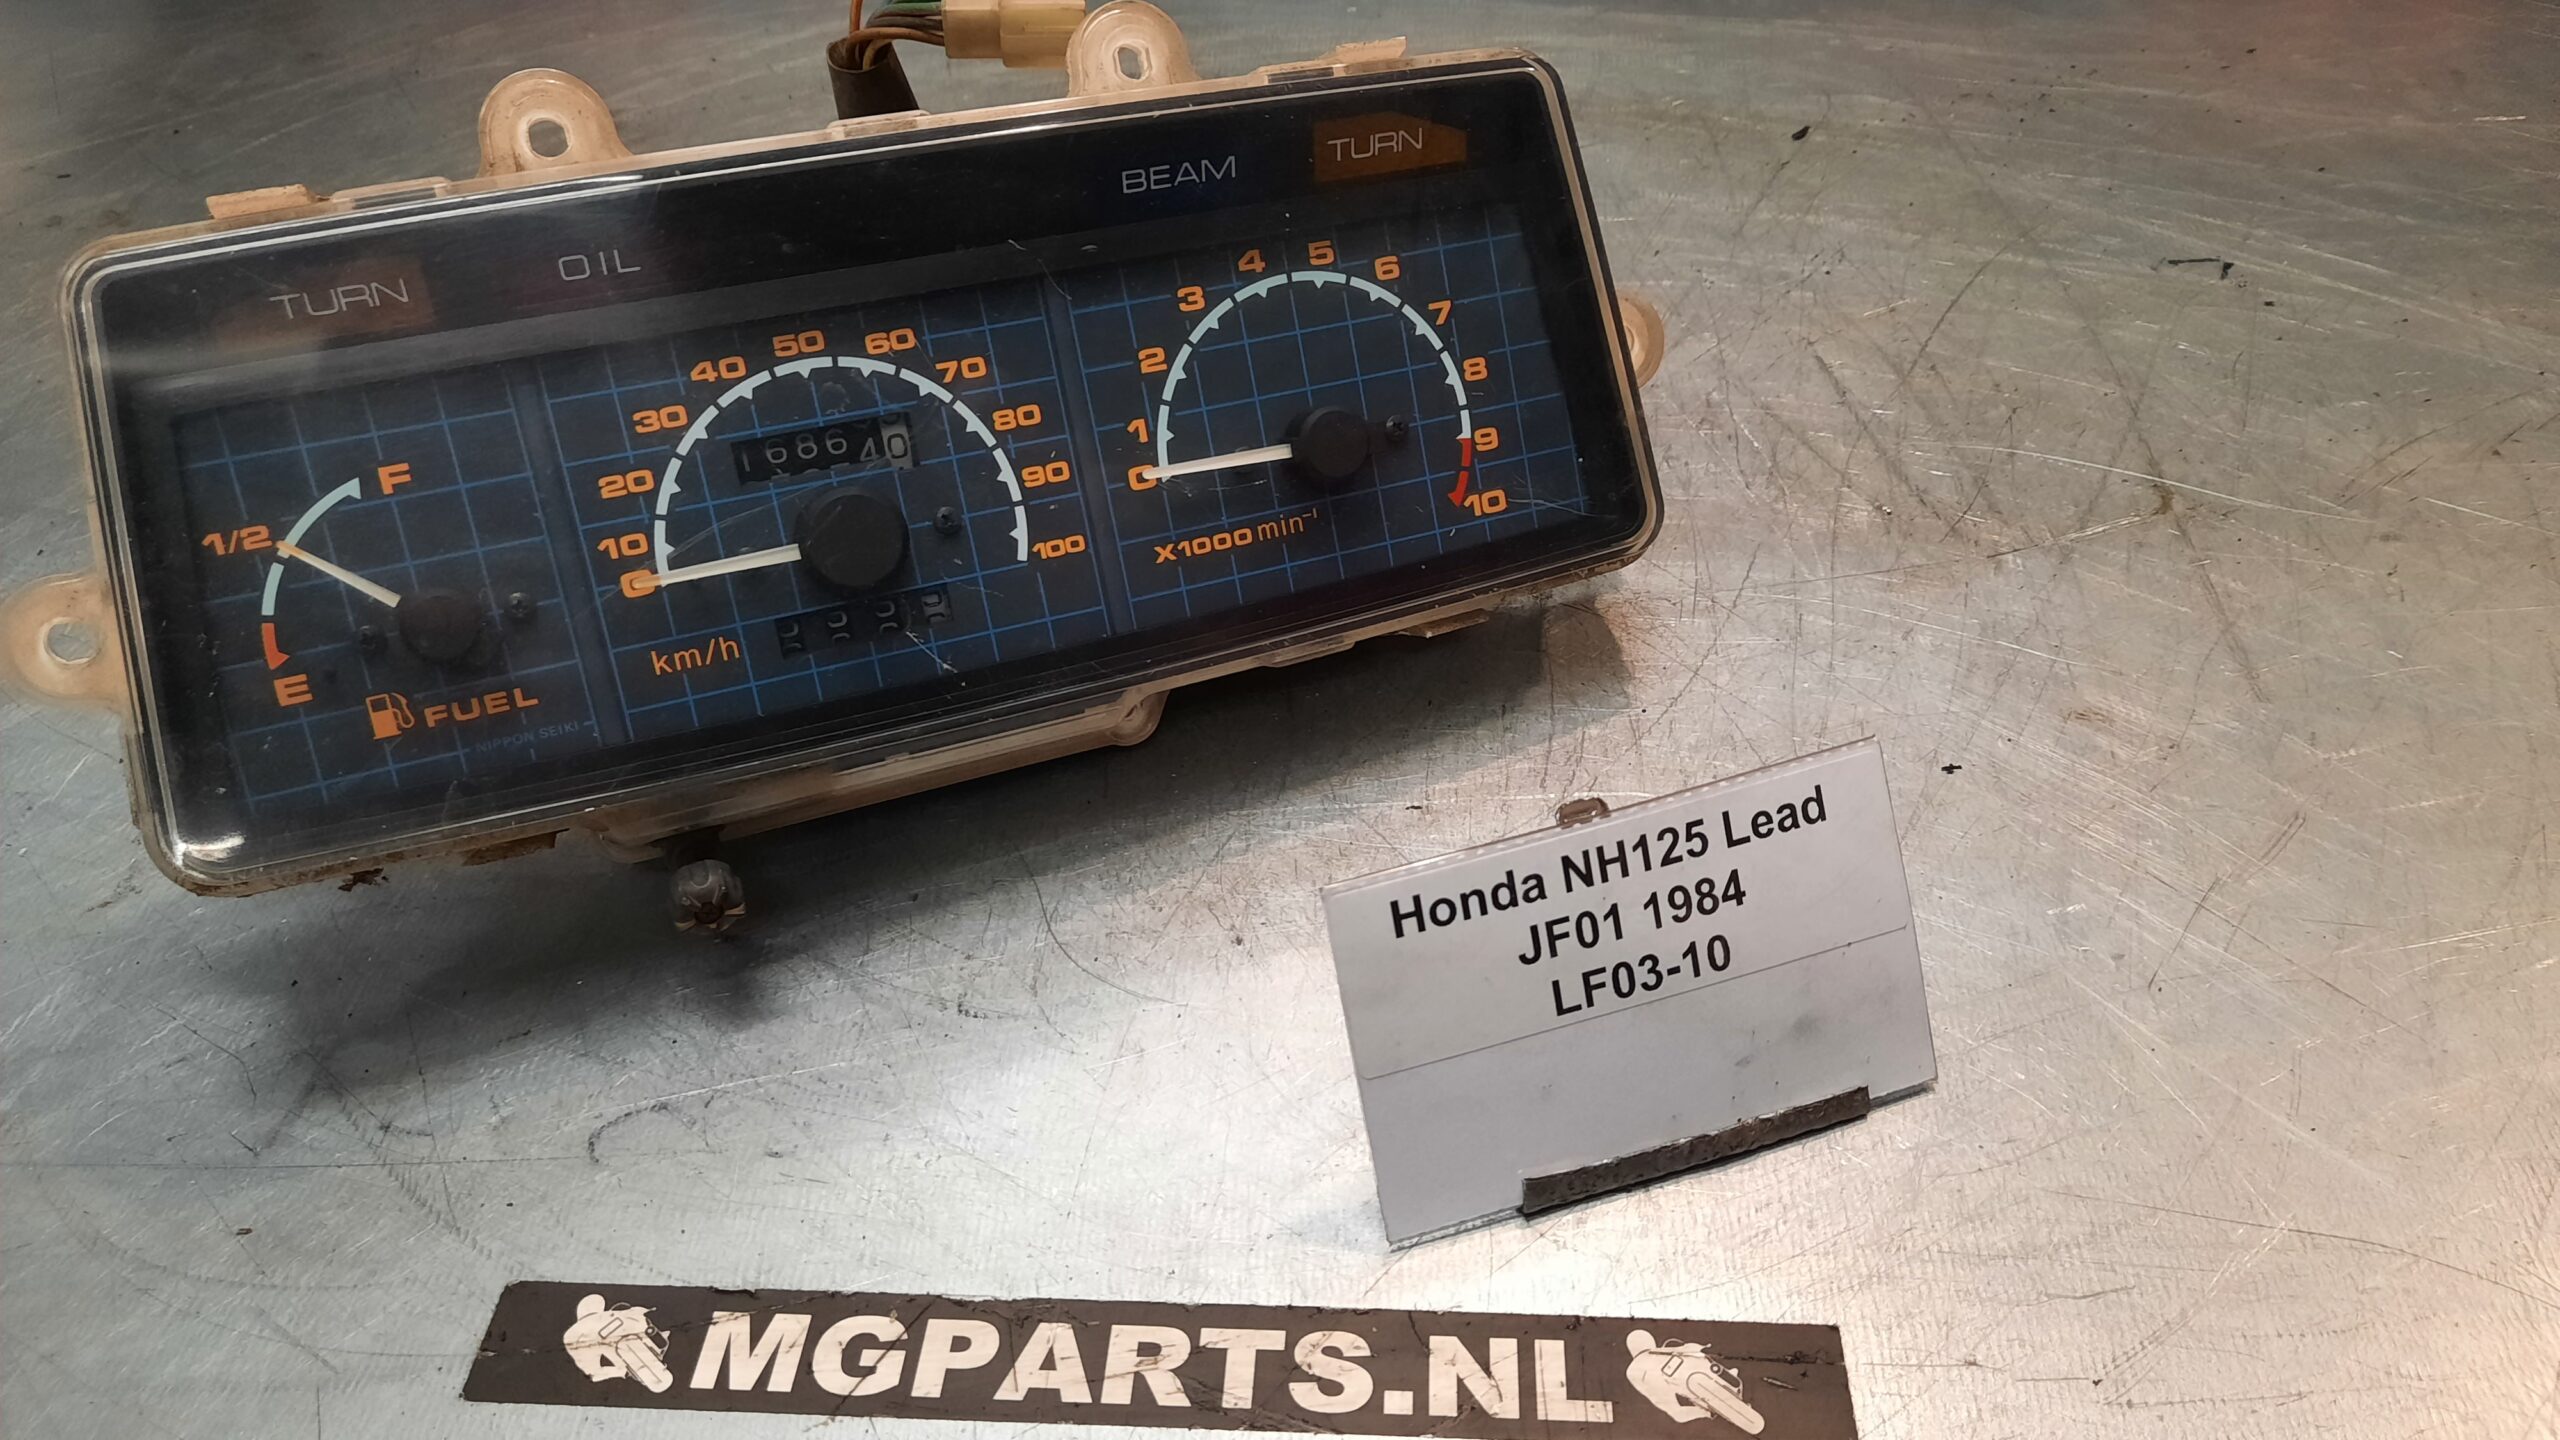 TURN
OIL
BEAM
TURN
F
1/2
E
FUEL
NIPPON SEIKI
0
10
20
30
40
50
60
70
80
90
100
km/h
0
1
2
3
4
5
6
7
8
9
10
X1000 min⁻¹
Honda NH125 Lead
JF01 1984
LF03-10
MGPARTS.NL